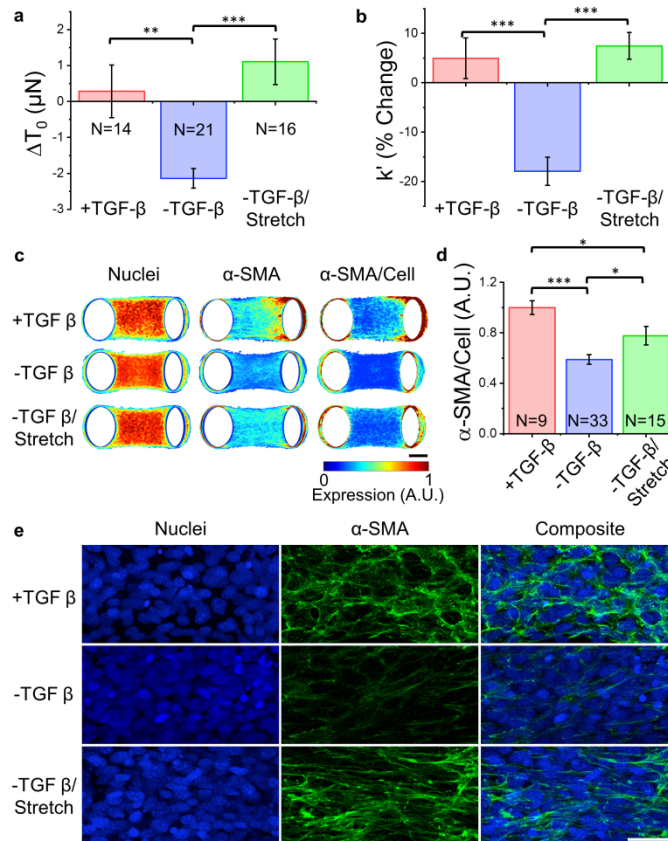 a
** ***
2
1
0
-1
-2
-3
ΔT₀ (μN)
N=14 N=21 N=16
+TGF-β -TGF-β -TGF-β/
Stretch
b
*** ***
10
0
-10
-20
k' (% Change)
+TGF-β -TGF-β -TGF-β/
Stretch
c
Nuclei α-SMA α-SMA/Cell
+TGF β
-TGF β
-TGF β/
Stretch
0 1
Expression (A.U.)
d
*
*** *
1.2
0.8
0.4
0.0
α-SMA/Cell (A.U.)
N=9 N=33 N=15
+TGF-β
-TGF-β
-TGF-β/
Stretch
e
Nuclei α-SMA Composite
+TGF β
-TGF β
-TGF β/
Stretch